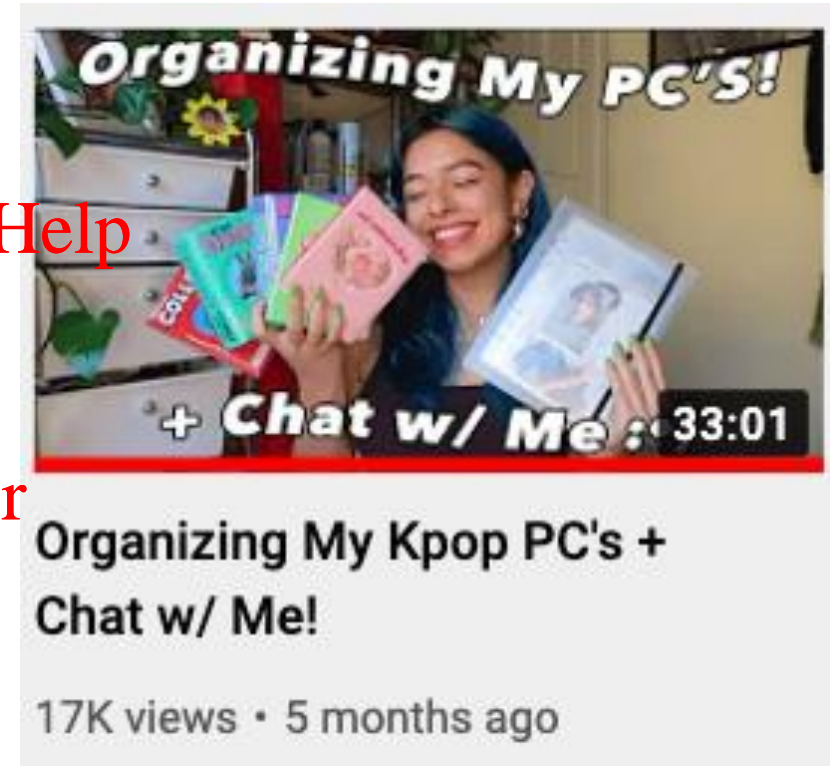 Organizing My PC'S!
Help
COLL
+ Chat w/ Me :
33:01
r
Organizing My Kpop PC's +
Chat w/ Me!
17K views • 5 months ago